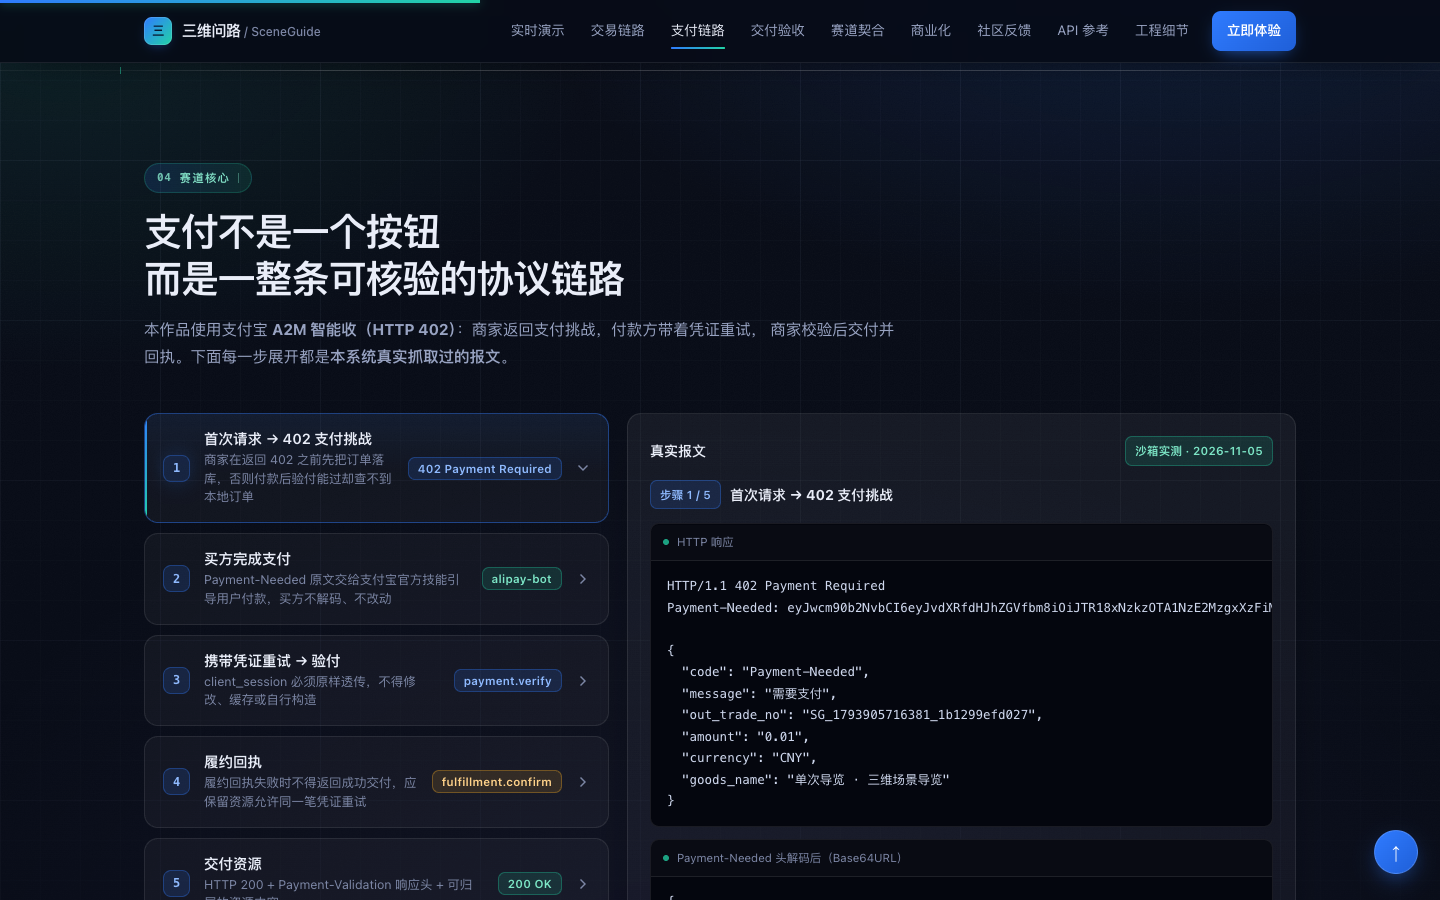 三 三维问路 / SceneGuide 实时演示 交易链路 支付链路 交付验收 赛道契合 商业化 社区反馈 API 参考 工程细节 立即体验
04 赛道核心
支付不是一个按钮
而是一整条可核验的协议链路
本作品使用支付宝 A2M 智能收（HTTP 402）：商家返回支付挑战，付款方带着凭证重试， 商家校验后交付并
回执。下面每一步展开都是本系统真实抓取过的报文。
1
首次请求 → 402 支付挑战
商家在返回 402 之前先把订单落
库，否则付款后验付能过却查不到
本地订单
402 Payment Required
2
买方完成支付
Payment-Needed 原文交给支付宝官方技能引
导用户付款，买方不解码、不改动
alipay-bot
3
携带凭证重试 → 验付
client_session 必须原样透传，不得修
改、缓存或自行构造
payment.verify
4
履约回执
履约回执失败时不得返回成功交付，应
保留资源允许同一笔凭证重试
fulfillment.confirm
5
交付资源
HTTP 200 + Payment-Validation 响应头 + 可归
200 OK
真实报文 沙箱实测 · 2026-11-05
步骤 1 / 5 首次请求 → 402 支付挑战
HTTP 响应
HTTP/1.1 402 Payment Required
Payment-Needed: eyJwcm90b2NvbCI6eyJvdXRfdHJhZGVfbm8iOiJTR18xNzkzOTA1NzE2MzgxXzFi
{
"code": "Payment-Needed",
"message": "需要支付",
"out_trade_no": "SG_1793905716381_1b1299efd027",
"amount": "0.01",
"currency": "CNY",
"goods_name": "单次导览 · 三维场景导览"
}
Payment-Needed 头解码后（Base64URL）
{
↑